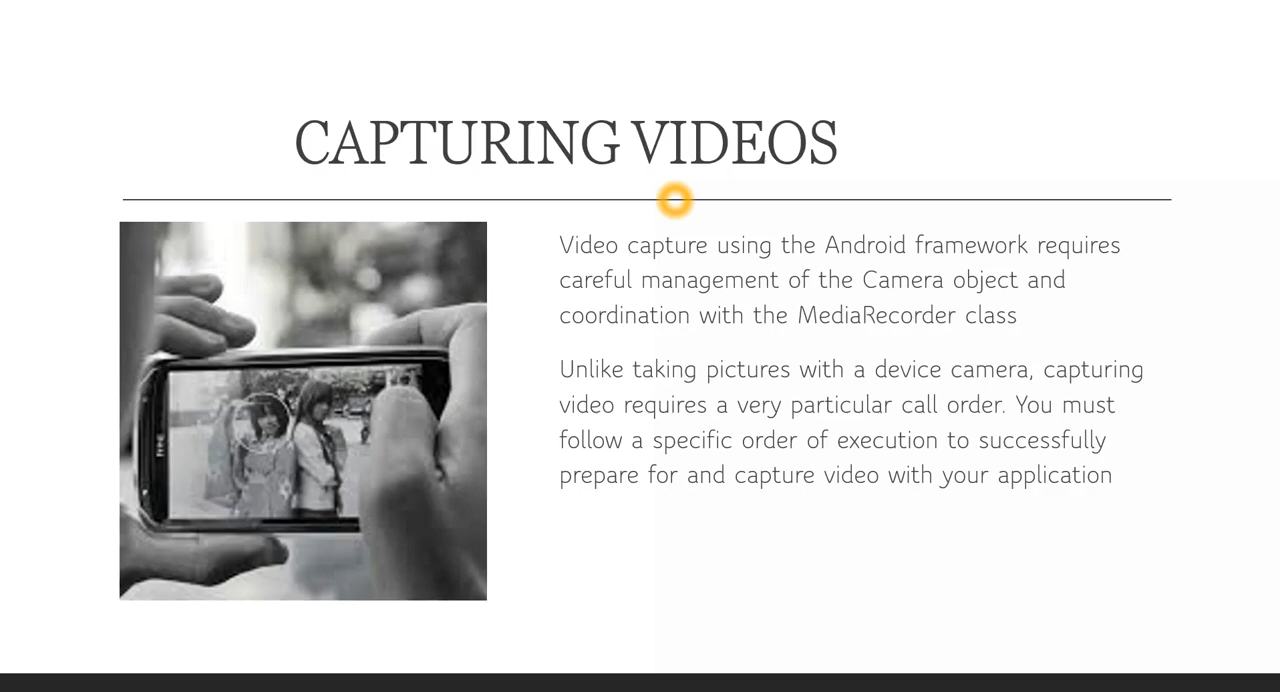 CAPTURING VIDEOS
Video capture using the Android framework requires
careful management of the Camera object and
coordination with the MediaRecorder class
Unlike taking pictures with a device camera, capturing
video requires a very particular call order. You must
follow a specific order of execution to successfully
prepare for and capture video with your application